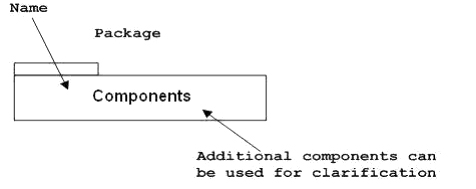 Name
Package
Components
Additional components can
be used for clarification